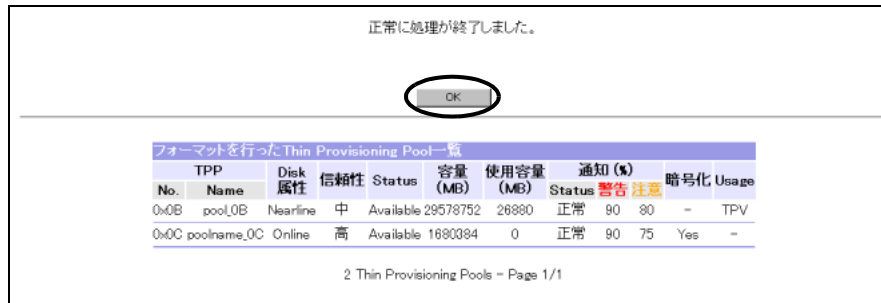 正常に処理が終了しました。
OK
フォーマットを行ったThin Provisioning Pool一覧
TPP Disk属性 信頼性 Status 容量(MB) 使用容量(MB) 通知(%) 暗号化 Usage
No. Name Status 警告 注意
0x0B pool_0B Nearline 中 Available 29578752 26880 正常 90 80 - TPV
0x0C poolname_0C Online 高 Available 1680384 0 正常 90 75 Yes -
2 Thin Provisioning Pools - Page 1/1